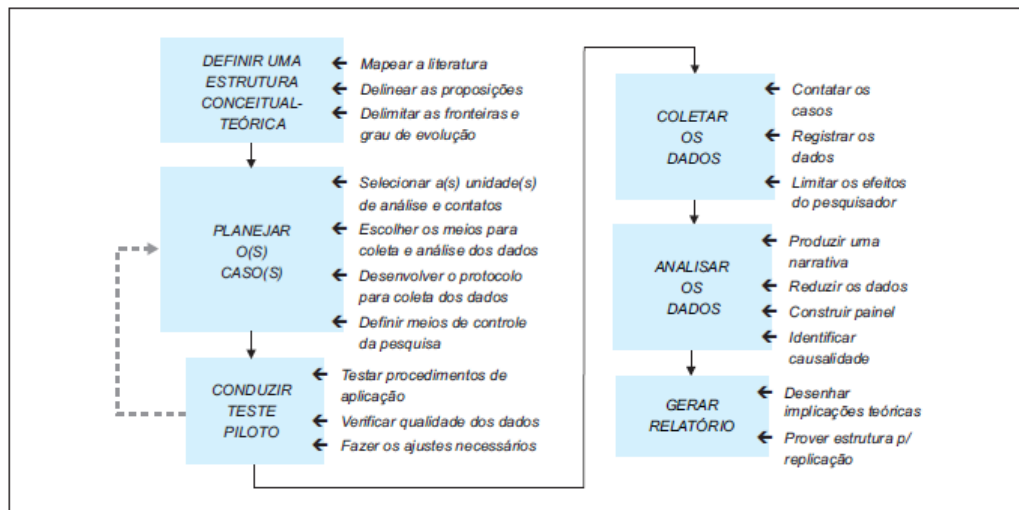 DEFINIR UMA
ESTRUTURA
CONCEITUAL-
TEÓRICA
Mapear a literatura
Delinear as proposições
Delimitar as fronteiras e
grau de evolução
PLANEJAR
O(S)
CASO(S)
Selecionar a(s) unidade(s)
de análise e contatos
Escolher os meios para
coleta e análise dos dados
Desenvolver o protocolo
para coleta dos dados
Definir meios de controle
da pesquisa
CONDUZIR
TESTE
PILOTO
Testar procedimentos de
aplicação
Verificar qualidade dos dados
Fazer os ajustes necessários
COLETAR
OS
DADOS
Contatar os
casos
Registrar os
dados
Limitar os efeitos
do pesquisador
ANALISAR
OS
DADOS
Produzir uma
narrativa
Reduzir os dados
Construir painel
Identificar
causalidade
GERAR
RELATÓRIO
Desenhar
implicações teóricas
Prover estrutura p/
replicação